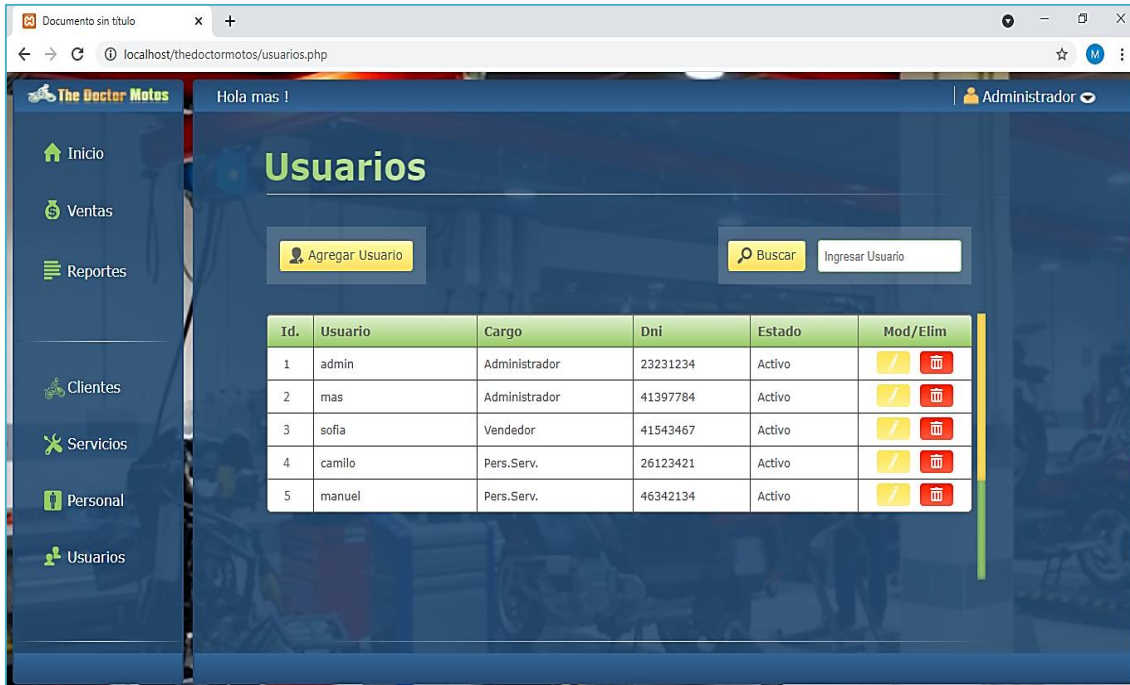 Documento sin título
localhost/thedoctormotos/usuarios.php
M
The Doctor Motos
Hola mas !
Administrador
Inicio
Ventas
Reportes
Clientes
Servicios
Personal
Usuarios
Usuarios
Agregar Usuario
Buscar
Ingresar Usuario
Id. Usuario Cargo Dni Estado Mod/Elim
1 admin Administrador 23231234 Activo
2 mas Administrador 41397784 Activo
3 sofia Vendedor 41543467 Activo
4 camilo Pers.Serv. 26123421 Activo
5 manuel Pers.Serv. 46342134 Activo